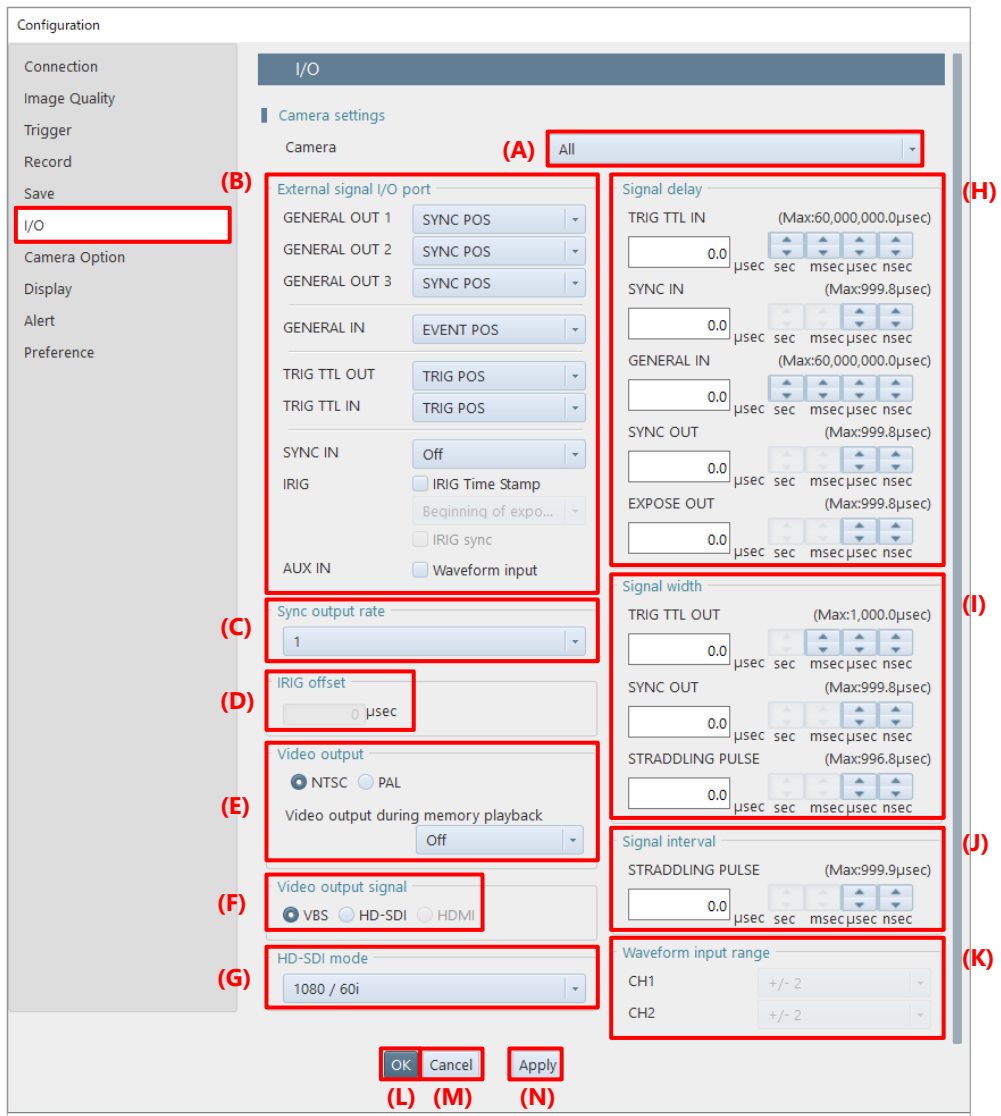 Configuration
Connection
Image Quality
Trigger
Record
Save
I/O
Camera Option
Display
Alert
Preference
I/O
Camera settings
Camera
(A)
All
(B)
External signal I/O port
GENERAL OUT 1
SYNC POS
GENERAL OUT 2
SYNC POS
GENERAL OUT 3
SYNC POS
GENERAL IN
EVENT POS
TRIG TTL OUT
TRIG POS
TRIG TTL IN
TRIG POS
SYNC IN
Off
IRIG
IRIG Time Stamp
Beginning of expo...
IRIG sync
AUX IN
Waveform input
(C)
Sync output rate
1
(D)
IRIG offset
0 µsec
(E)
Video output
NTSC PAL
Video output during memory playback
Off
(F)
Video output signal
VBS HD-SDI HDMI
(G)
HD-SDI mode
1080 / 60i
(H)
Signal delay
TRIG TTL IN (Max:60,000,000.0µsec)
0.0 µsec sec msec µsec nsec
SYNC IN (Max:999.8µsec)
0.0 µsec sec msec µsec nsec
GENERAL IN (Max:60,000,000.0µsec)
0.0 µsec sec msec µsec nsec
SYNC OUT (Max:999.8µsec)
0.0 µsec sec msec µsec nsec
EXPOSE OUT (Max:999.8µsec)
0.0 µsec sec msec µsec nsec
(I)
Signal width
TRIG TTL OUT (Max:1,000.0µsec)
0.0 µsec sec msec µsec nsec
SYNC OUT (Max:999.8µsec)
0.0 µsec sec msec µsec nsec
STRADDLING PULSE (Max:996.8µsec)
0.0 µsec sec msec µsec nsec
(J)
Signal interval
STRADDLING PULSE (Max:999.9µsec)
0.0 µsec sec msec µsec nsec
(K)
Waveform input range
CH1 +/- 2
CH2 +/- 2
OK Cancel Apply
(L) (M) (N)